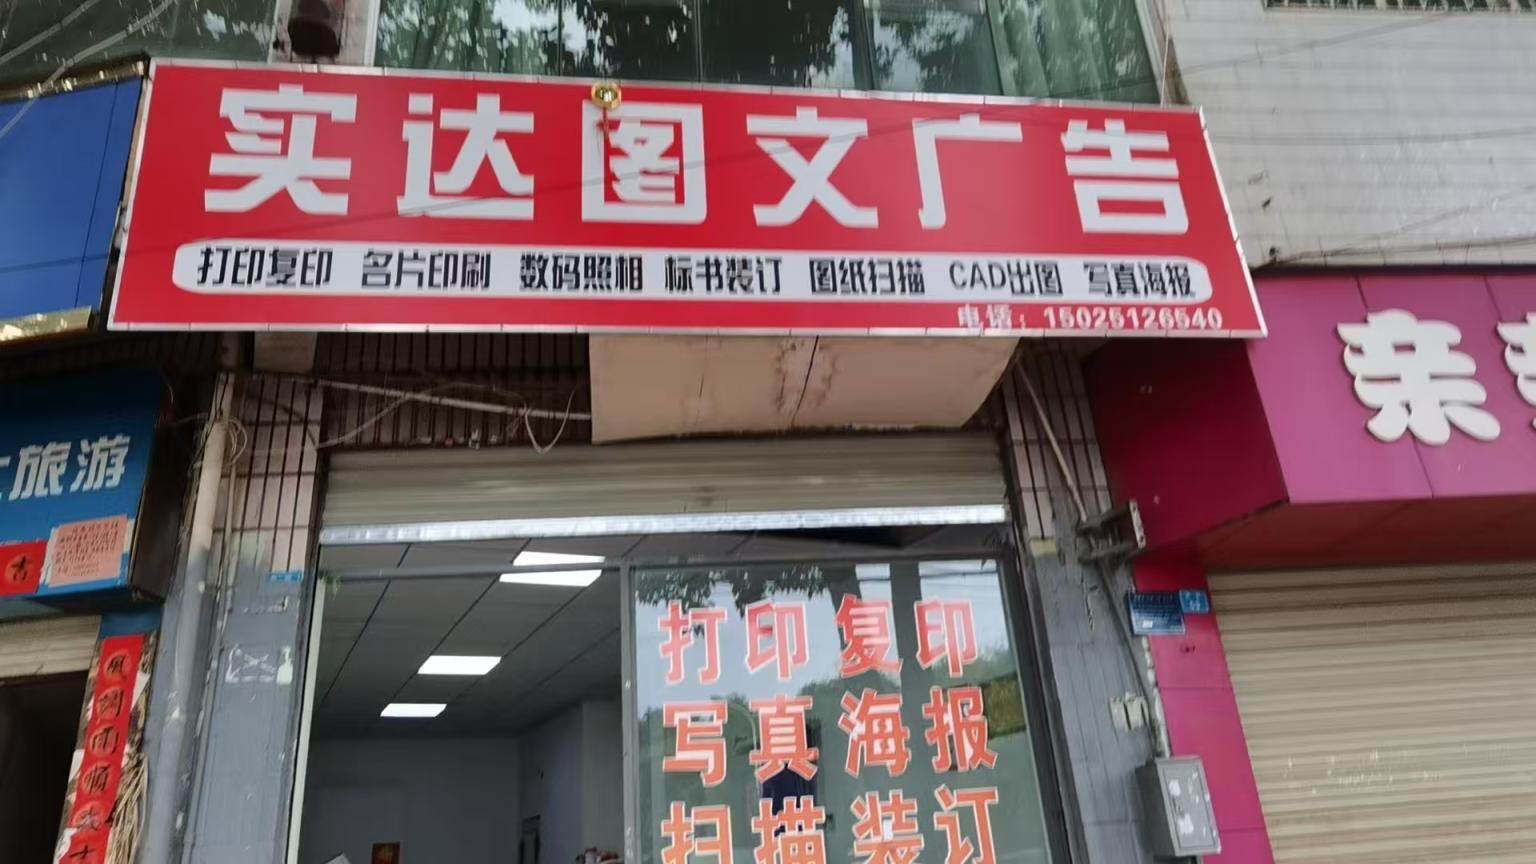 实达图文广告
打印复印 名片印刷 数码照相 标书装订 图纸扫描 CAD出图 写真海报
电话：15025126540
亲
旅游
吉
打印复印
写真海报
扫描装订